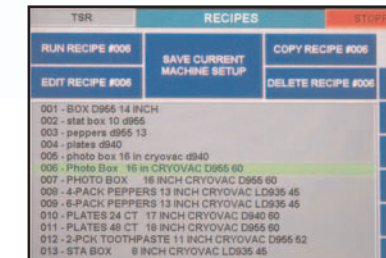 TSR RECIPES STOP
RUN RECIPE #006
SAVE CURRENT
MACHINE SETUP
COPY RECIPE #006
EDIT RECIPE #006
DELETE RECIPE #006
001 - BOX D955 14 INCH
002 - stat box 10 d955
003 - peppers d955 13
004 - plates d940
005 - photo box 16 in cryovac d940
006 - Photo Box 16 in CRYOVAC D955 60
007 - PHOTO BOX 16 INCH CRYOVAC D955 60
008 - 4-PACK PEPPERS 13 INCH CRYOVAC LD935 45
009 - 6-PACK PEPPERS 13 INCH CRYOVAC LD935 45
010 - PLATES 24 CT 17 INCH CRYOVAC D940 60
011 - PLATES 48 CT 18 INCH CRYOVAC D955 60
012 - 2-PCK TOOTHPASTE 11 INCH CRYOVAC D955 52
013 - STA BOX 8 INCH CRYOVAC LD935 45